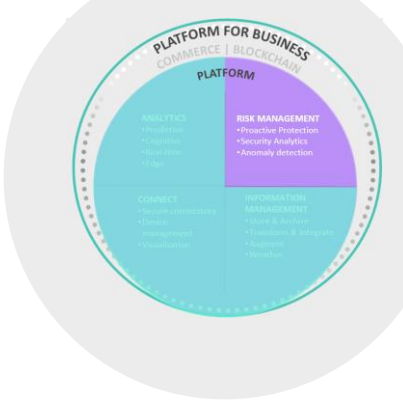 PLATFORM FOR BUSINESS
COMMERCE | BLOCKCHAIN
PLATFORM
ANALYTICS
•Predictive
•Cognitive
•Real-time
•Edge
RISK MANAGEMENT
•Proactive Protection
•Security Analytics
•Anomaly detection
CONNECT
•Secure connectivity
•Device
management
•Visualization
INFORMATION
MANAGEMENT
•Store & Archive
•Transform & Integrate
•Augment
•Weather